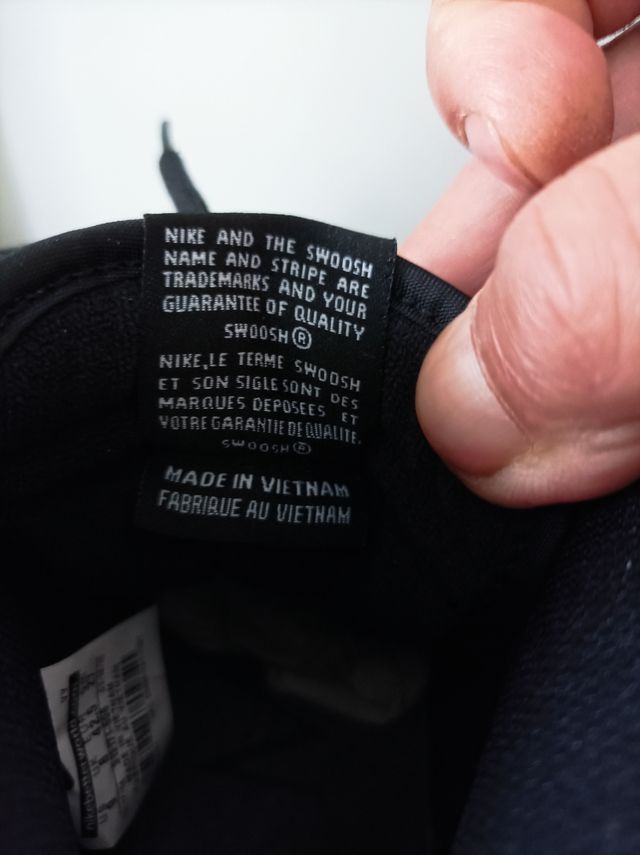 NIKE AND THE SWOOSH
NAME AND STRIPE ARE
TRADEMARKS AND YOUR
GUARANTEE OF QUALITY
SWOOSH®
NIKE, LE TERME SWOOSH
ET SON SIGLE SONT DES
MARQUES DEPOSEES ET
VOTRE GARANTIE DE QUALITE.
SWOOSH®
MADE IN VIETNAM
FABRIQUE AU VIETNAM
42.5